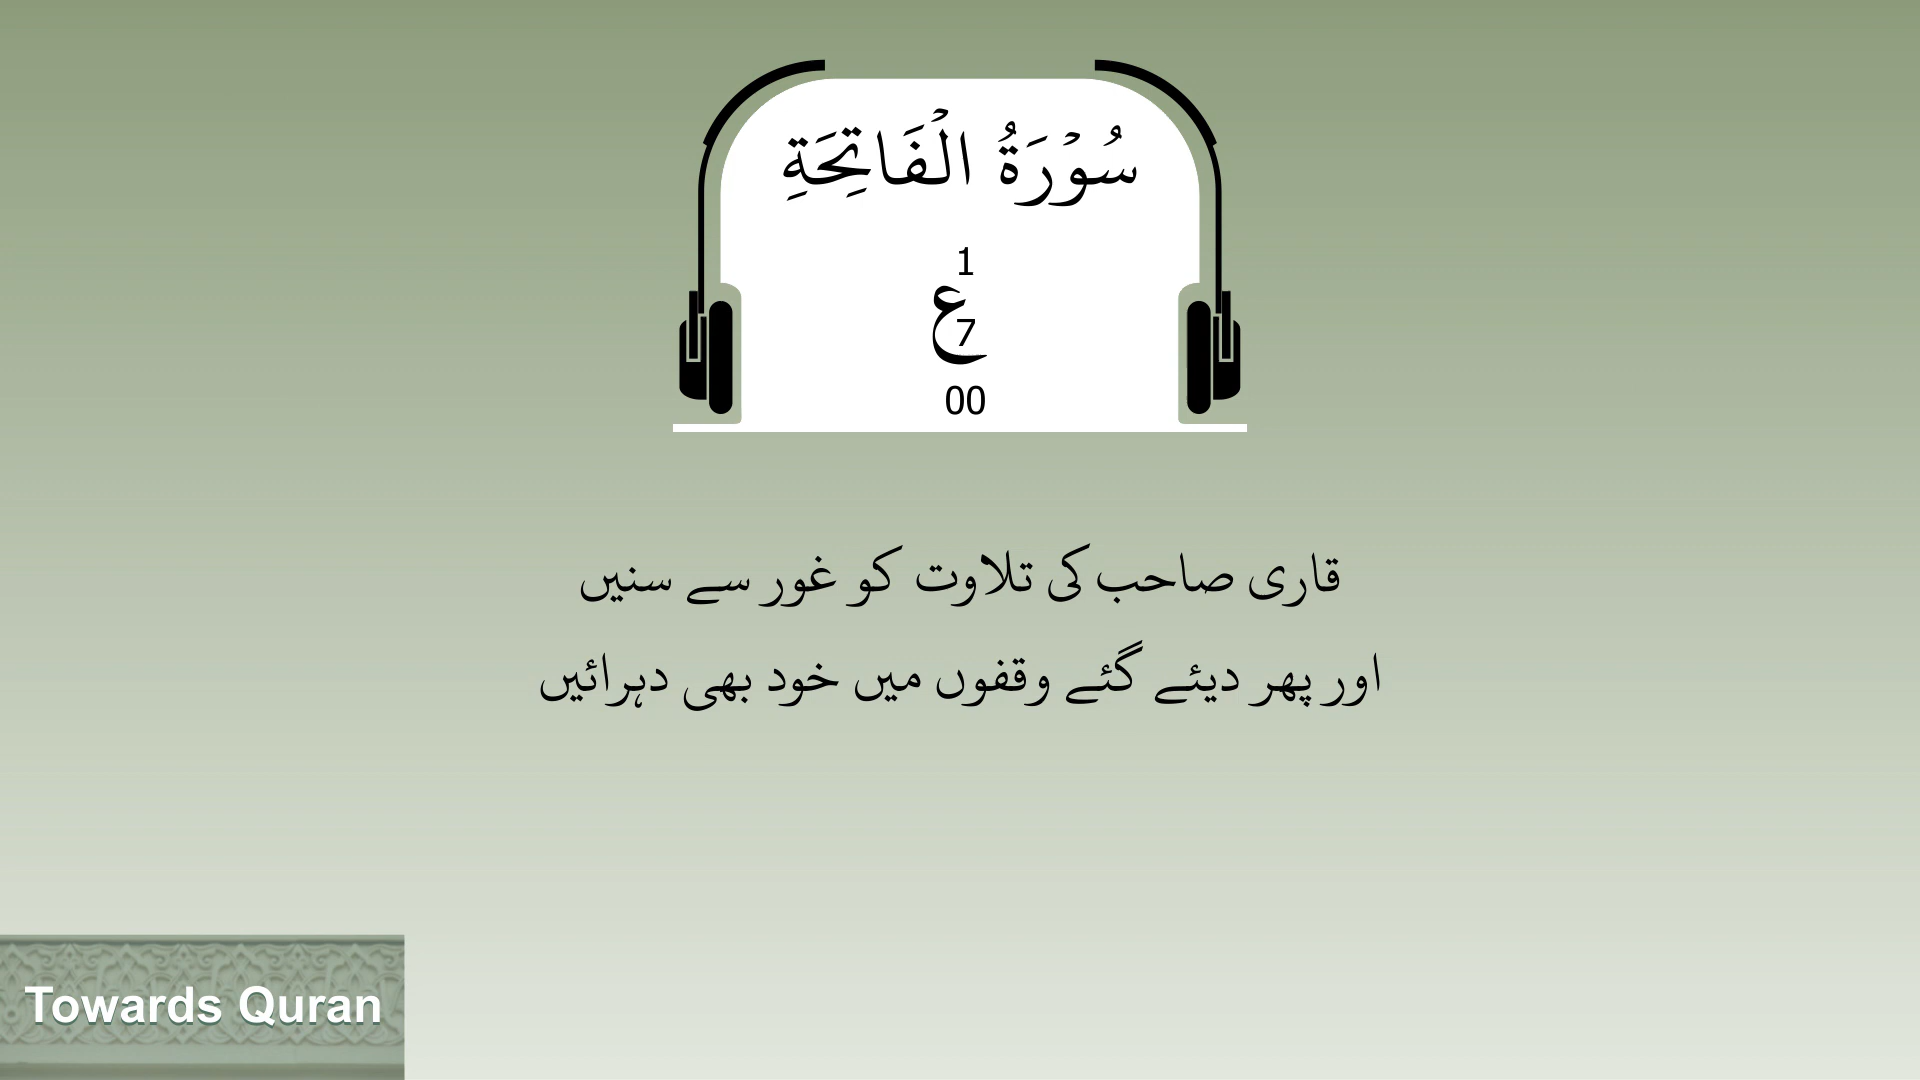 سُوْرَةُ الْفَاتِحَةِ
1
ع
7
00
قاری صاحب کی تلاوت کو غور سے سنیں
اور پھر دیئے گئے وقفوں میں خود بھی دہرائیں
Towards Quran